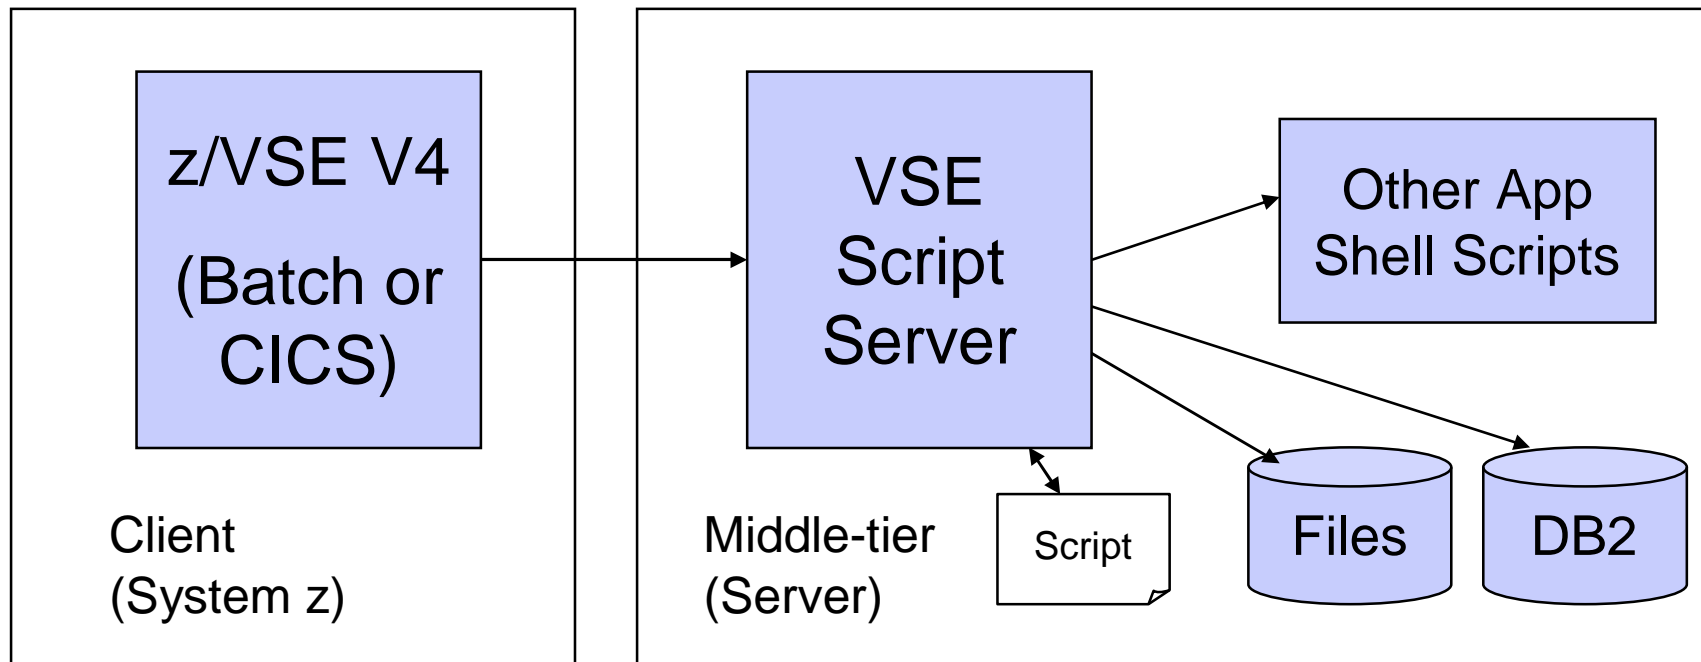 z/VSE V4
(Batch or
CICS)
Client
(System z)
VSE
Script
Server
Other App
Shell Scripts
Middle-tier
(Server)
Script
Files
DB2